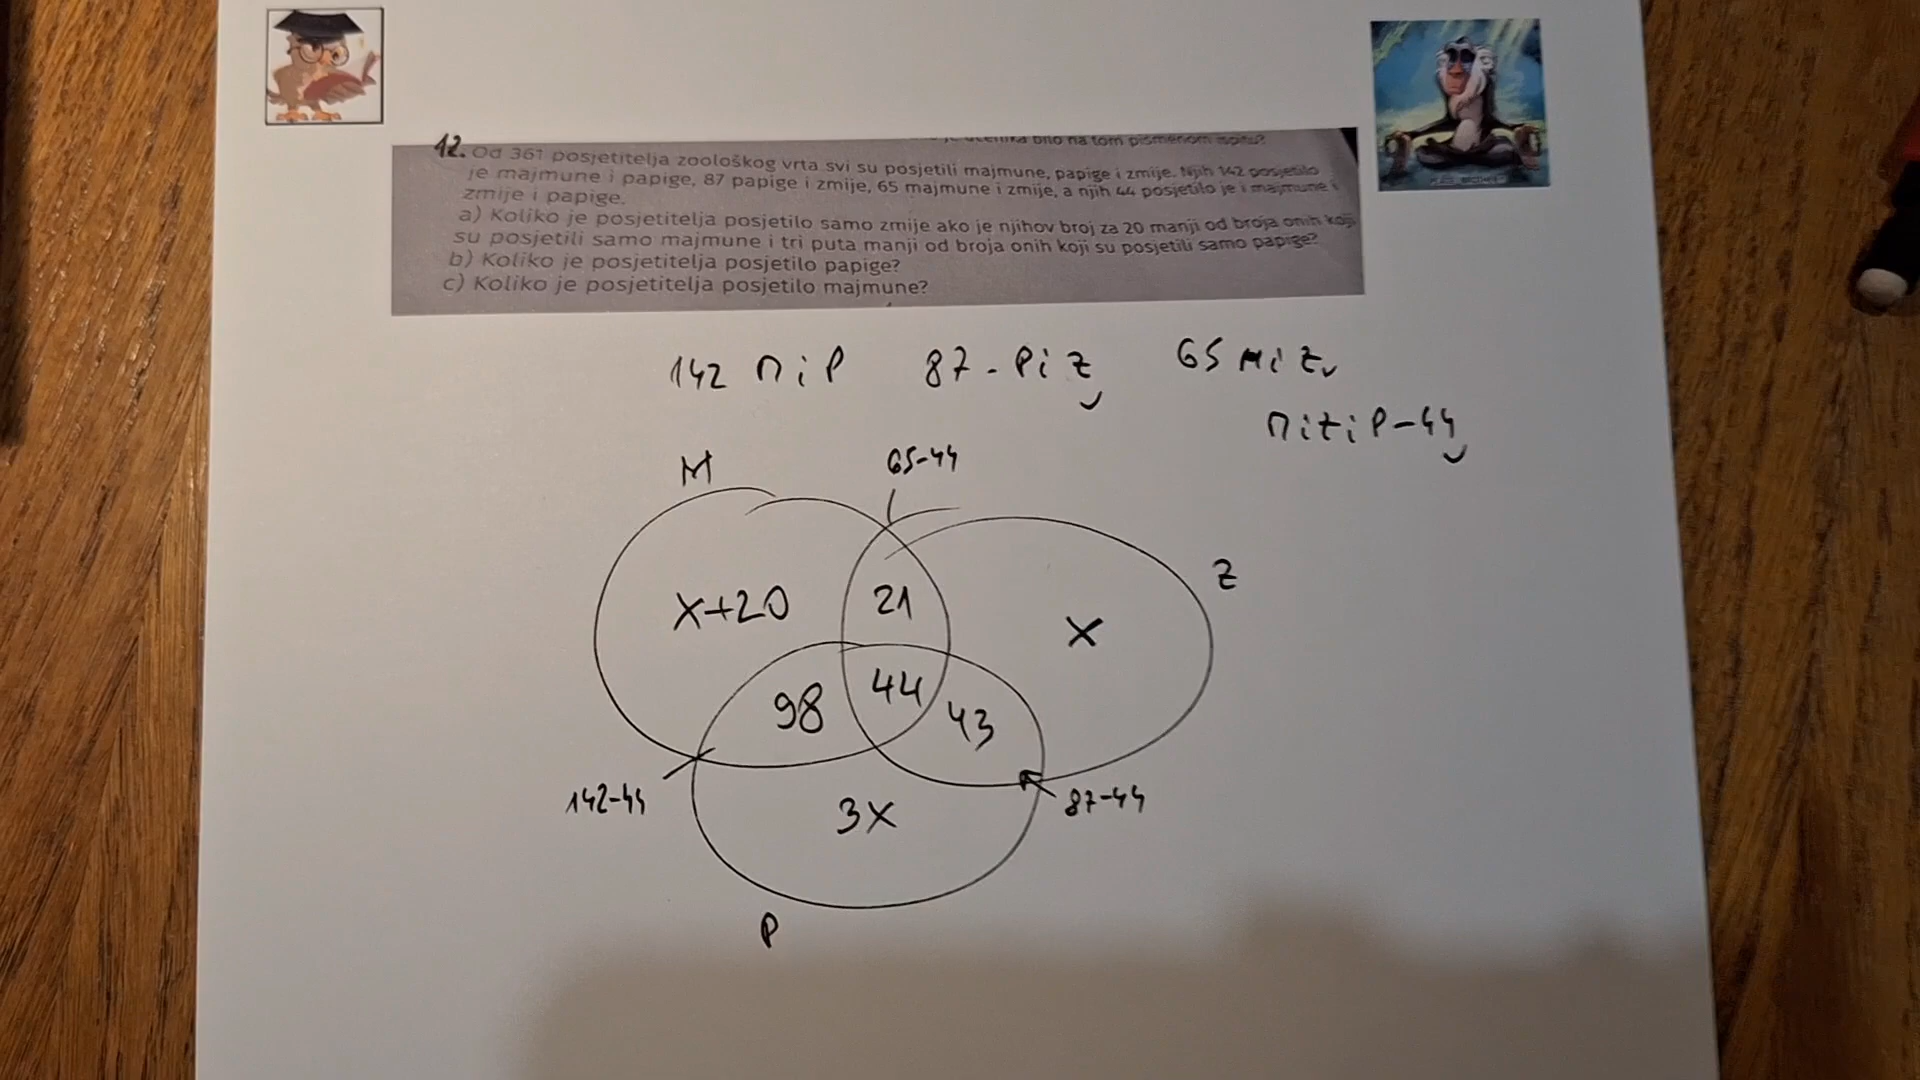 12. Od 361 posjetitelja zoološkog vrta svi su posjetili majmune, papige i zmije. Njih 142 posjetilo
je majmune i papige, 87 papige i zmije, 65 majmune i zmije, a njih 44 posjetilo je i majmune i
zmije i papige.
a) Koliko je posjetitelja posjetilo samo zmije ako je njihov broj za 20 manji od broja onih koji
su posjetili samo majmune i tri puta manji od broja onih koji su posjetili samo papige?
b) Koliko je posjetitelja posjetilo papige?
c) Koliko je posjetitelja posjetilo majmune?
142 M i P 87 - P i Z 65 M i Z
M i Z i P - 44
M 65-44
Z
X+20 21 X
98 44 43
142-44 3X 87-44
P